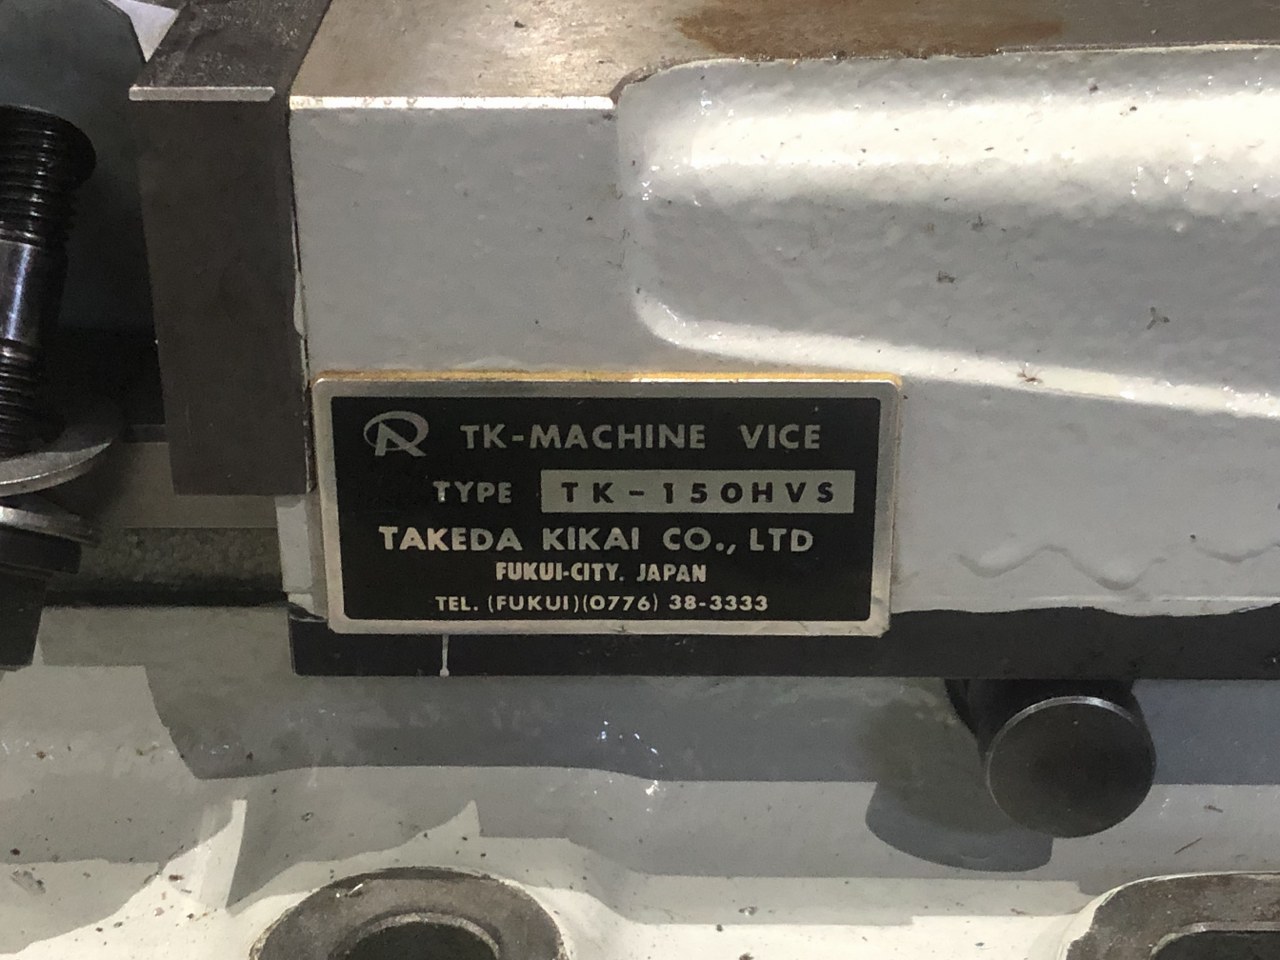 TK-MACHINE VICE
TYPE TK-150HVS
TAKEDA KIKAI CO., LTD
FUKUI-CITY. JAPAN
TEL. (FUKUI)(0776) 38-3333